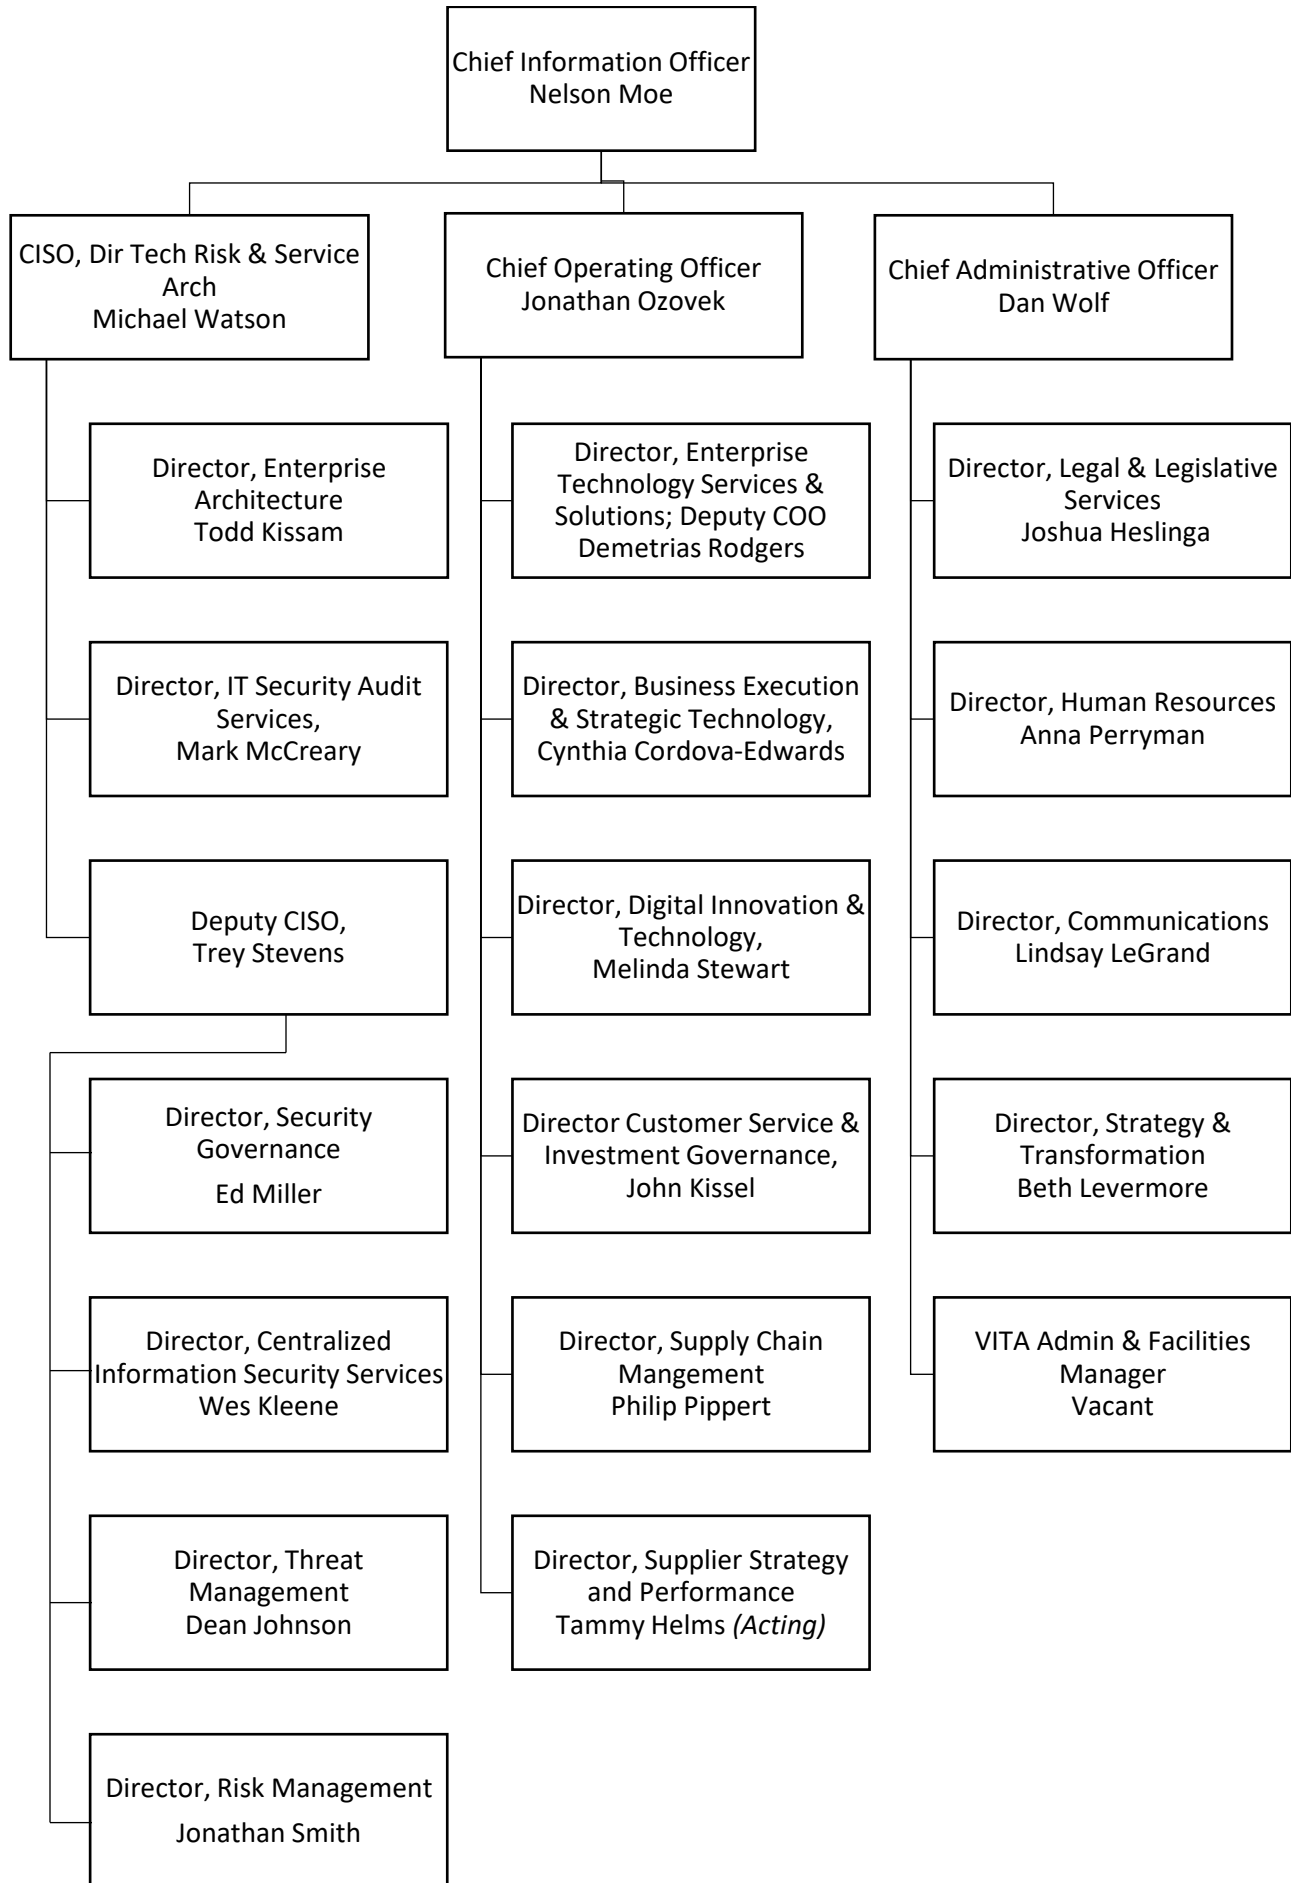 Chief Information Officer
Nelson Moe
CISO, Dir Tech Risk & Service
Arch
Michael Watson
Director, Enterprise
Architecture
Todd Kissam
Director, IT Security Audit
Services,
Mark McCreary
Deputy CISO,
Trey Stevens
Director, Security
Governance
Ed Miller
Director, Centralized
Information Security Services
Wes Kleene
Director, Threat
Management
Dean Johnson
Director, Risk Management
Jonathan Smith
Chief Operating Officer
Jonathan Ozovek
Director, Enterprise
Technology Services &
Solutions; Deputy COO
Demetrias Rodgers
Director, Business Execution
& Strategic Technology,
Cynthia Cordova-Edwards
Director, Digital Innovation &
Technology,
Melinda Stewart
Director Customer Service &
Investment Governance,
John Kissel
Director, Supply Chain
Mangement
Philip Pippert
Director, Supplier Strategy
and Performance
Tammy Helms (Acting)
Chief Administrative Officer
Dan Wolf
Director, Legal & Legislative
Services
Joshua Heslinga
Director, Human Resources
Anna Perryman
Director, Communications
Lindsay LeGrand
Director, Strategy &
Transformation
Beth Levermore
VITA Admin & Facilities
Manager
Vacant